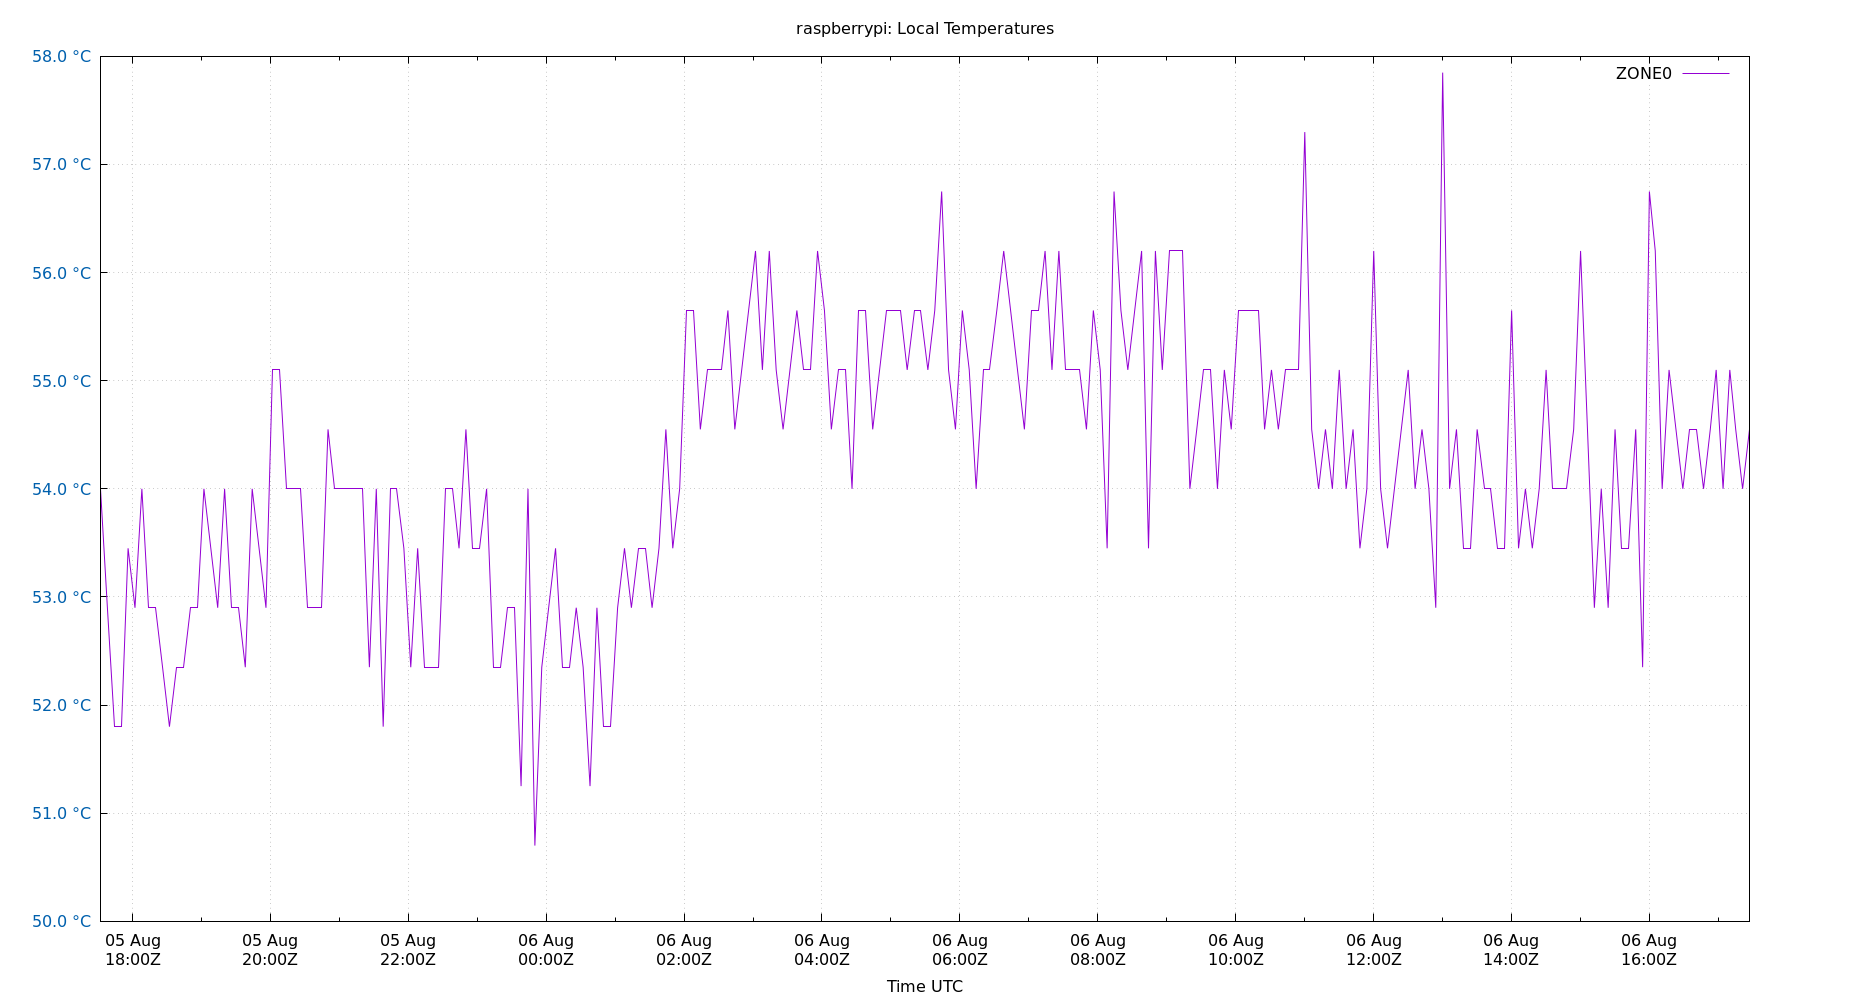 raspberrypi: Local Temperatures
58.0 °C
ZONE0
57.0 °C
56.0 °C
55.0 °C
54.0 °C
53.0 °C
52.0 °C
51.0 °C
50.0 °C
05 Aug 05 Aug 05 Aug 06 Aug 06 Aug 06 Aug 06 Aug 06 Aug 06 Aug 06 Aug 06 Aug 06 Aug
18:00Z 20:00Z 22:00Z 00:00Z 02:00Z 04:00Z 06:00Z 08:00Z 10:00Z 12:00Z 14:00Z 16:00Z
Time UTC